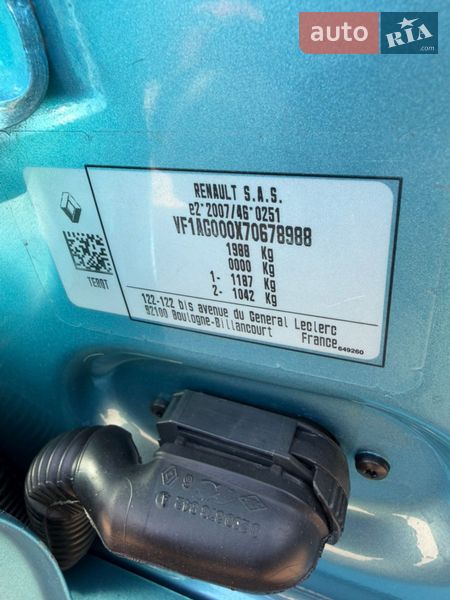 auto RIA
.com
RENAULT S.A.S.
e2*2007/46*0251
VF1AG000X70678988
1988 Kg
0000 Kg
1- 1187 Kg
2- 1042 Kg
TER0T
122-122 bis avenue du General Leclerc
92100 Boulogne-Billancourt France
649260